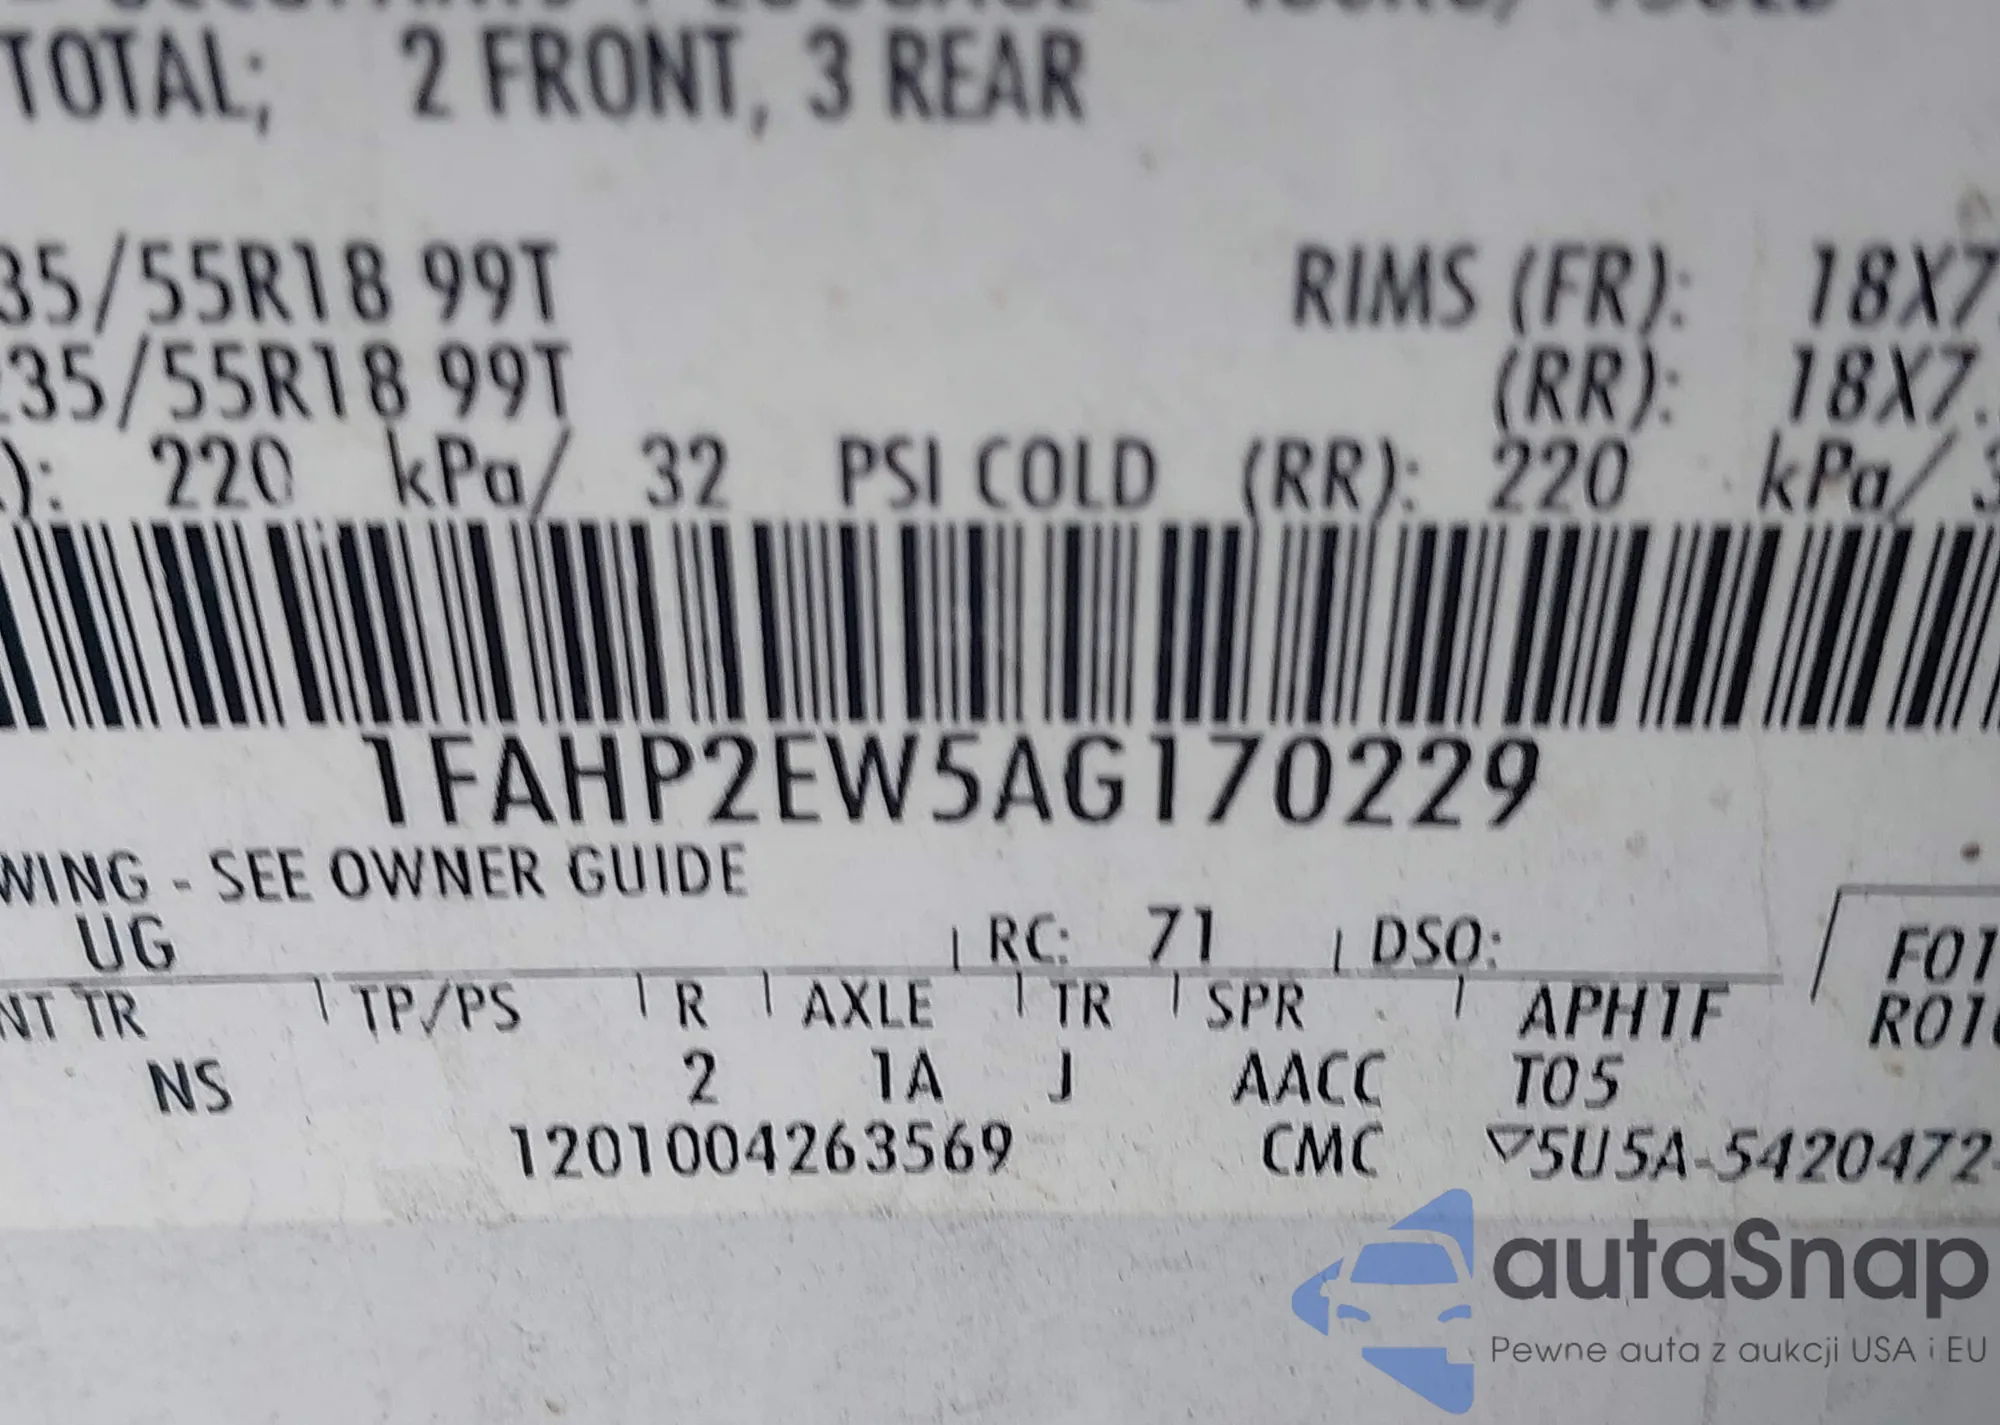 TOTAL; 2 FRONT, 3 REAR
35/55R18 99T RIMS (FR): 18X7.
235/55R18 99T (RR): 18X7.
): 220 kPa/ 32 PSI COLD (RR): 220 kPa/ 3
1FAHP2EW5AG170229
WING - SEE OWNER GUIDE
UG RC: 71 DSO: F01
NT TR TP/PS R AXLE TR SPR APH1F R01
NS 2 1A J AACC T05
1201004263569 CMC ▽5U5A-5420472-
autaSnap
Pewne auta z aukcji USA i EU